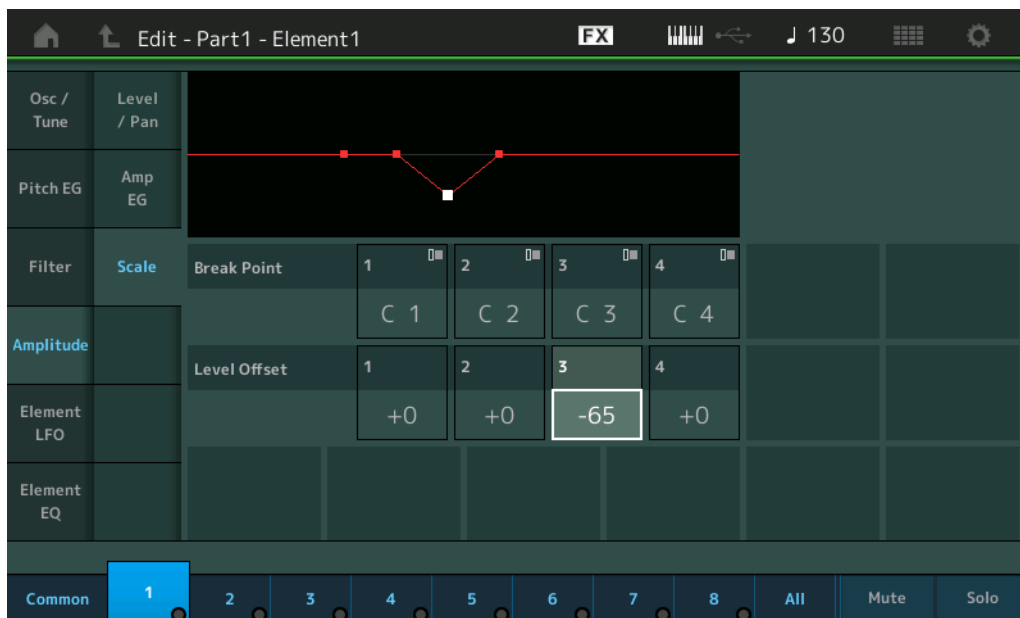 Edit - Part1 - Element1
FX
♩ 130
Osc /
Tune
Level
/ Pan
Pitch EG
Amp
EG
Filter
Scale
Amplitude
Element
LFO
Element
EQ
Break Point
1 2 3 4
C 1 C 2 C 3 C 4
Level Offset
1 2 3 4
+0 +0 -65 +0
Common 1 2 3 4 5 6 7 8 All Mute Solo